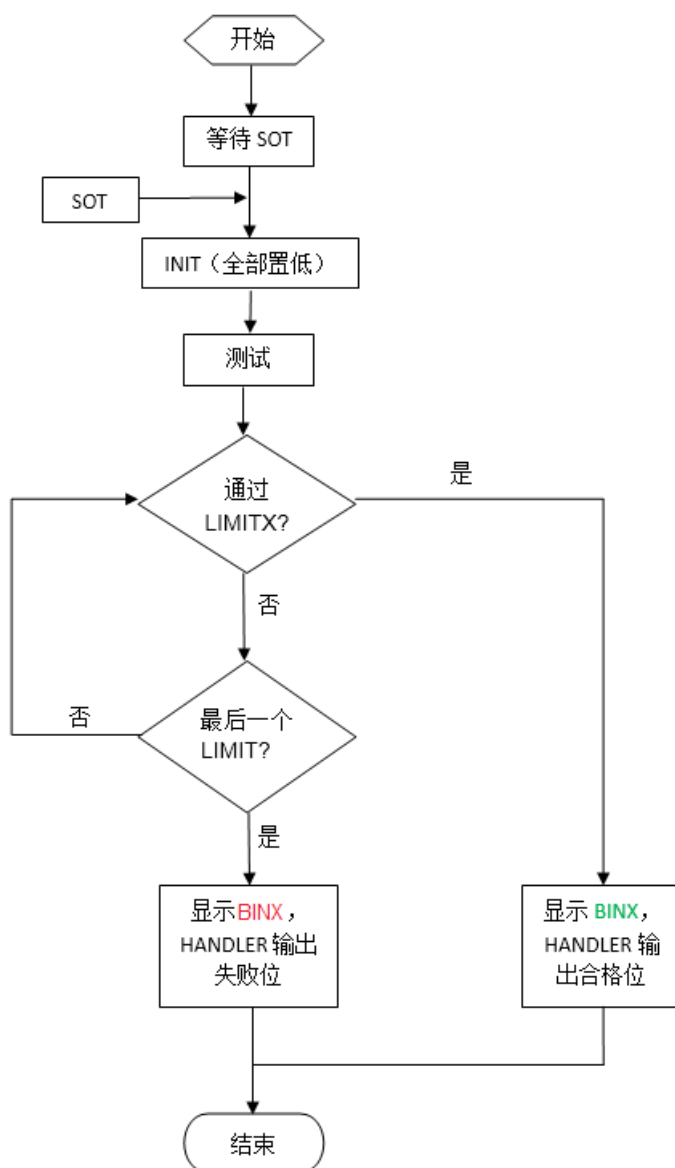 开始
等待 SOT
SOT
INIT（全部置低）
测试
通过
LIMITX?
是
否
最后一个
LIMIT?
否
是
显示BINX，
HANDLER 输出
失败位
显示 BINX，
HANDLER 输
出合格位
结束